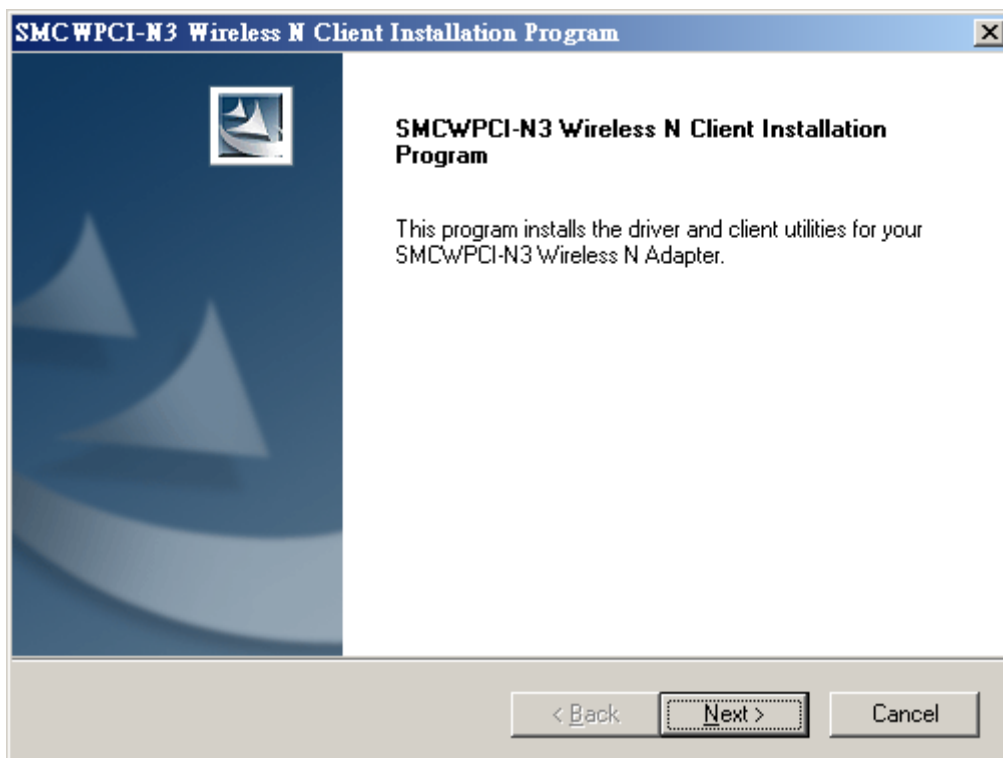 SMCWPCI-N3 Wireless N Client Installation Program
SMCWPCI-N3 Wireless N Client Installation
Program
This program installs the driver and client utilities for your
SMCWPCI-N3 Wireless N Adapter.
< Back Next > Cancel